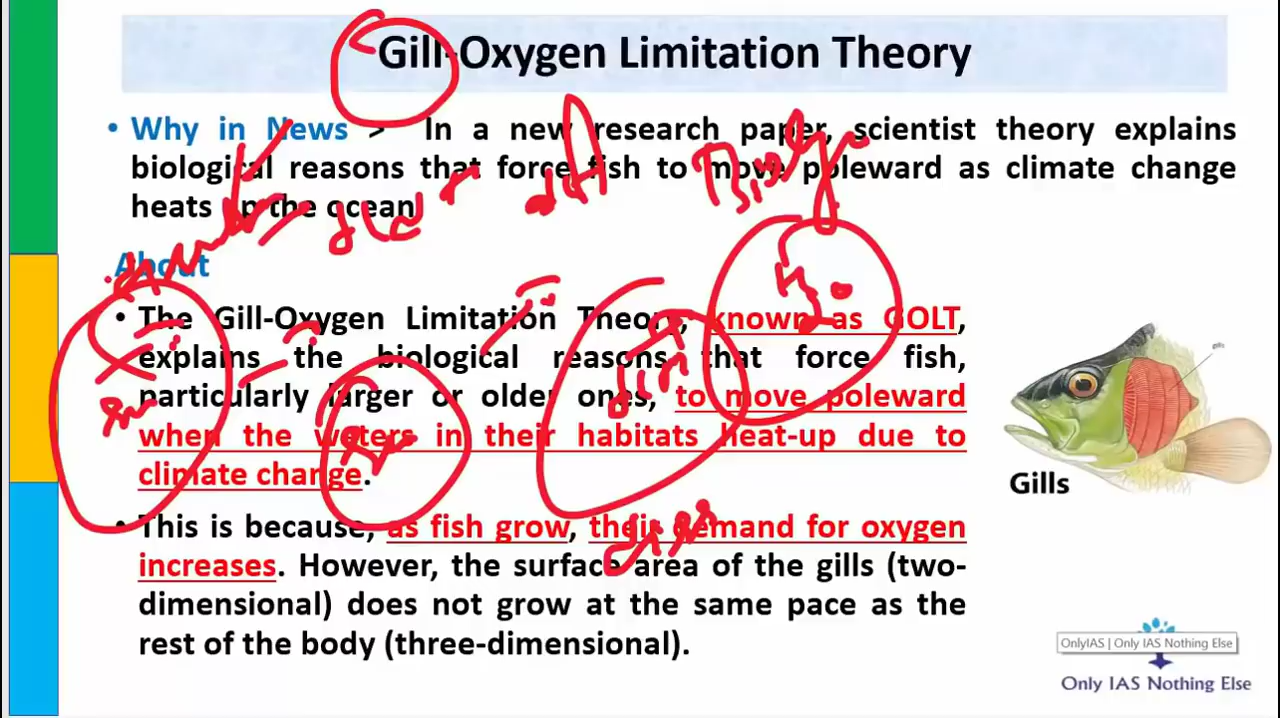 Gill-Oxygen Limitation Theory
• Why in News > In a new research paper, scientist theory explains
biological reasons that force fish to move poleward as climate change
heats up the ocean
About
• The Gill-Oxygen Limitation Theory, known as GOLT,
explains the biological reasons that force fish,
particularly larger or older ones, to move poleward
when the waters in their habitats heat-up due to
climate change.
• This is because, as fish grow, their demand for oxygen
increases. However, the surface area of the gills (two-
dimensional) does not grow at the same pace as the
rest of the body (three-dimensional).
Gills
OnlyIAS | Only IAS Nothing Else
Only IAS Nothing Else